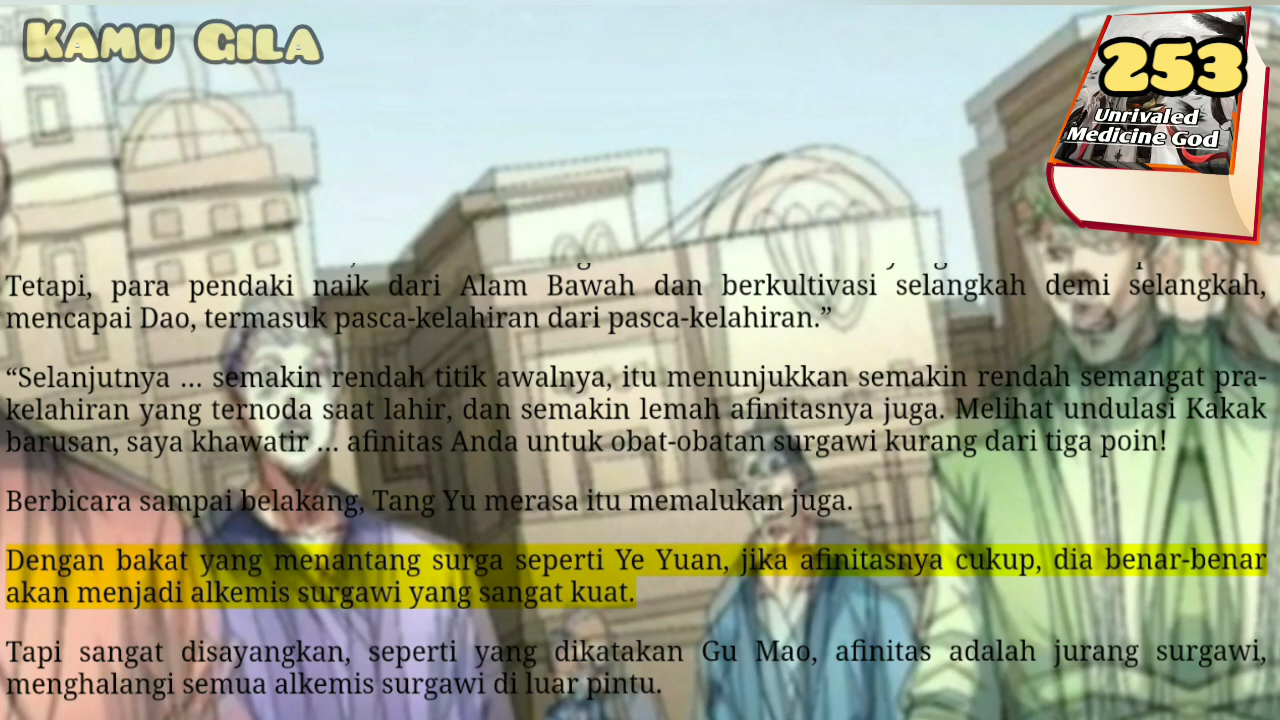 Kamu Gila
253
Unrivaled
Medicine God
Tetapi, para pendaki naik dari Alam Bawah dan berkultivasi selangkah demi selangkah,
mencapai Dao, termasuk pasca-kelahiran dari pasca-kelahiran.”
“Selanjutnya ... semakin rendah titik awalnya, itu menunjukkan semakin rendah semangat pra-
kelahiran yang ternoda saat lahir, dan semakin lemah afinitasnya juga. Melihat undulasi Kakak
barusan, saya khawatir ... afinitas Anda untuk obat-obatan surgawi kurang dari tiga poin!
Berbicara sampai belakang, Tang Yu merasa itu memalukan juga.
Dengan bakat yang menantang surga seperti Ye Yuan, jika afinitasnya cukup, dia benar-benar
akan menjadi alkemis surgawi yang sangat kuat.
Tapi sangat disayangkan, seperti yang dikatakan Gu Mao, afinitas adalah jurang surgawi,
menghalangi semua alkemis surgawi di luar pintu.